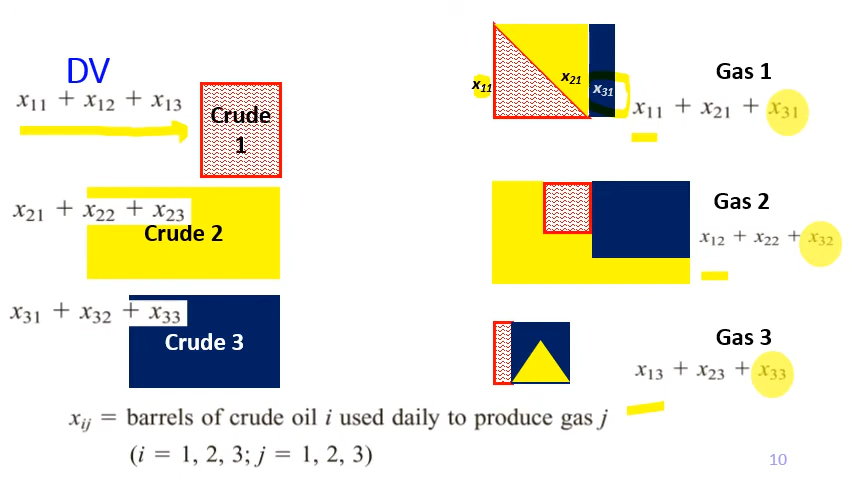 DV
x₁₁ + x₁₂ + x₁₃
Crude
1
x₂₁ + x₂₂ + x₂₃
Crude 2
x₃₁ + x₃₂ + x₃₃
Crude 3
x₁₁
x₂₁
x₃₁
Gas 1
x₁₁ + x₂₁ + x₃₁
Gas 2
x₁₂ + x₂₂ + x₃₂
Gas 3
x₁₃ + x₂₃ + x₃₃
xᵢⱼ = barrels of crude oil i used daily to produce gas j
(i = 1, 2, 3; j = 1, 2, 3)
10